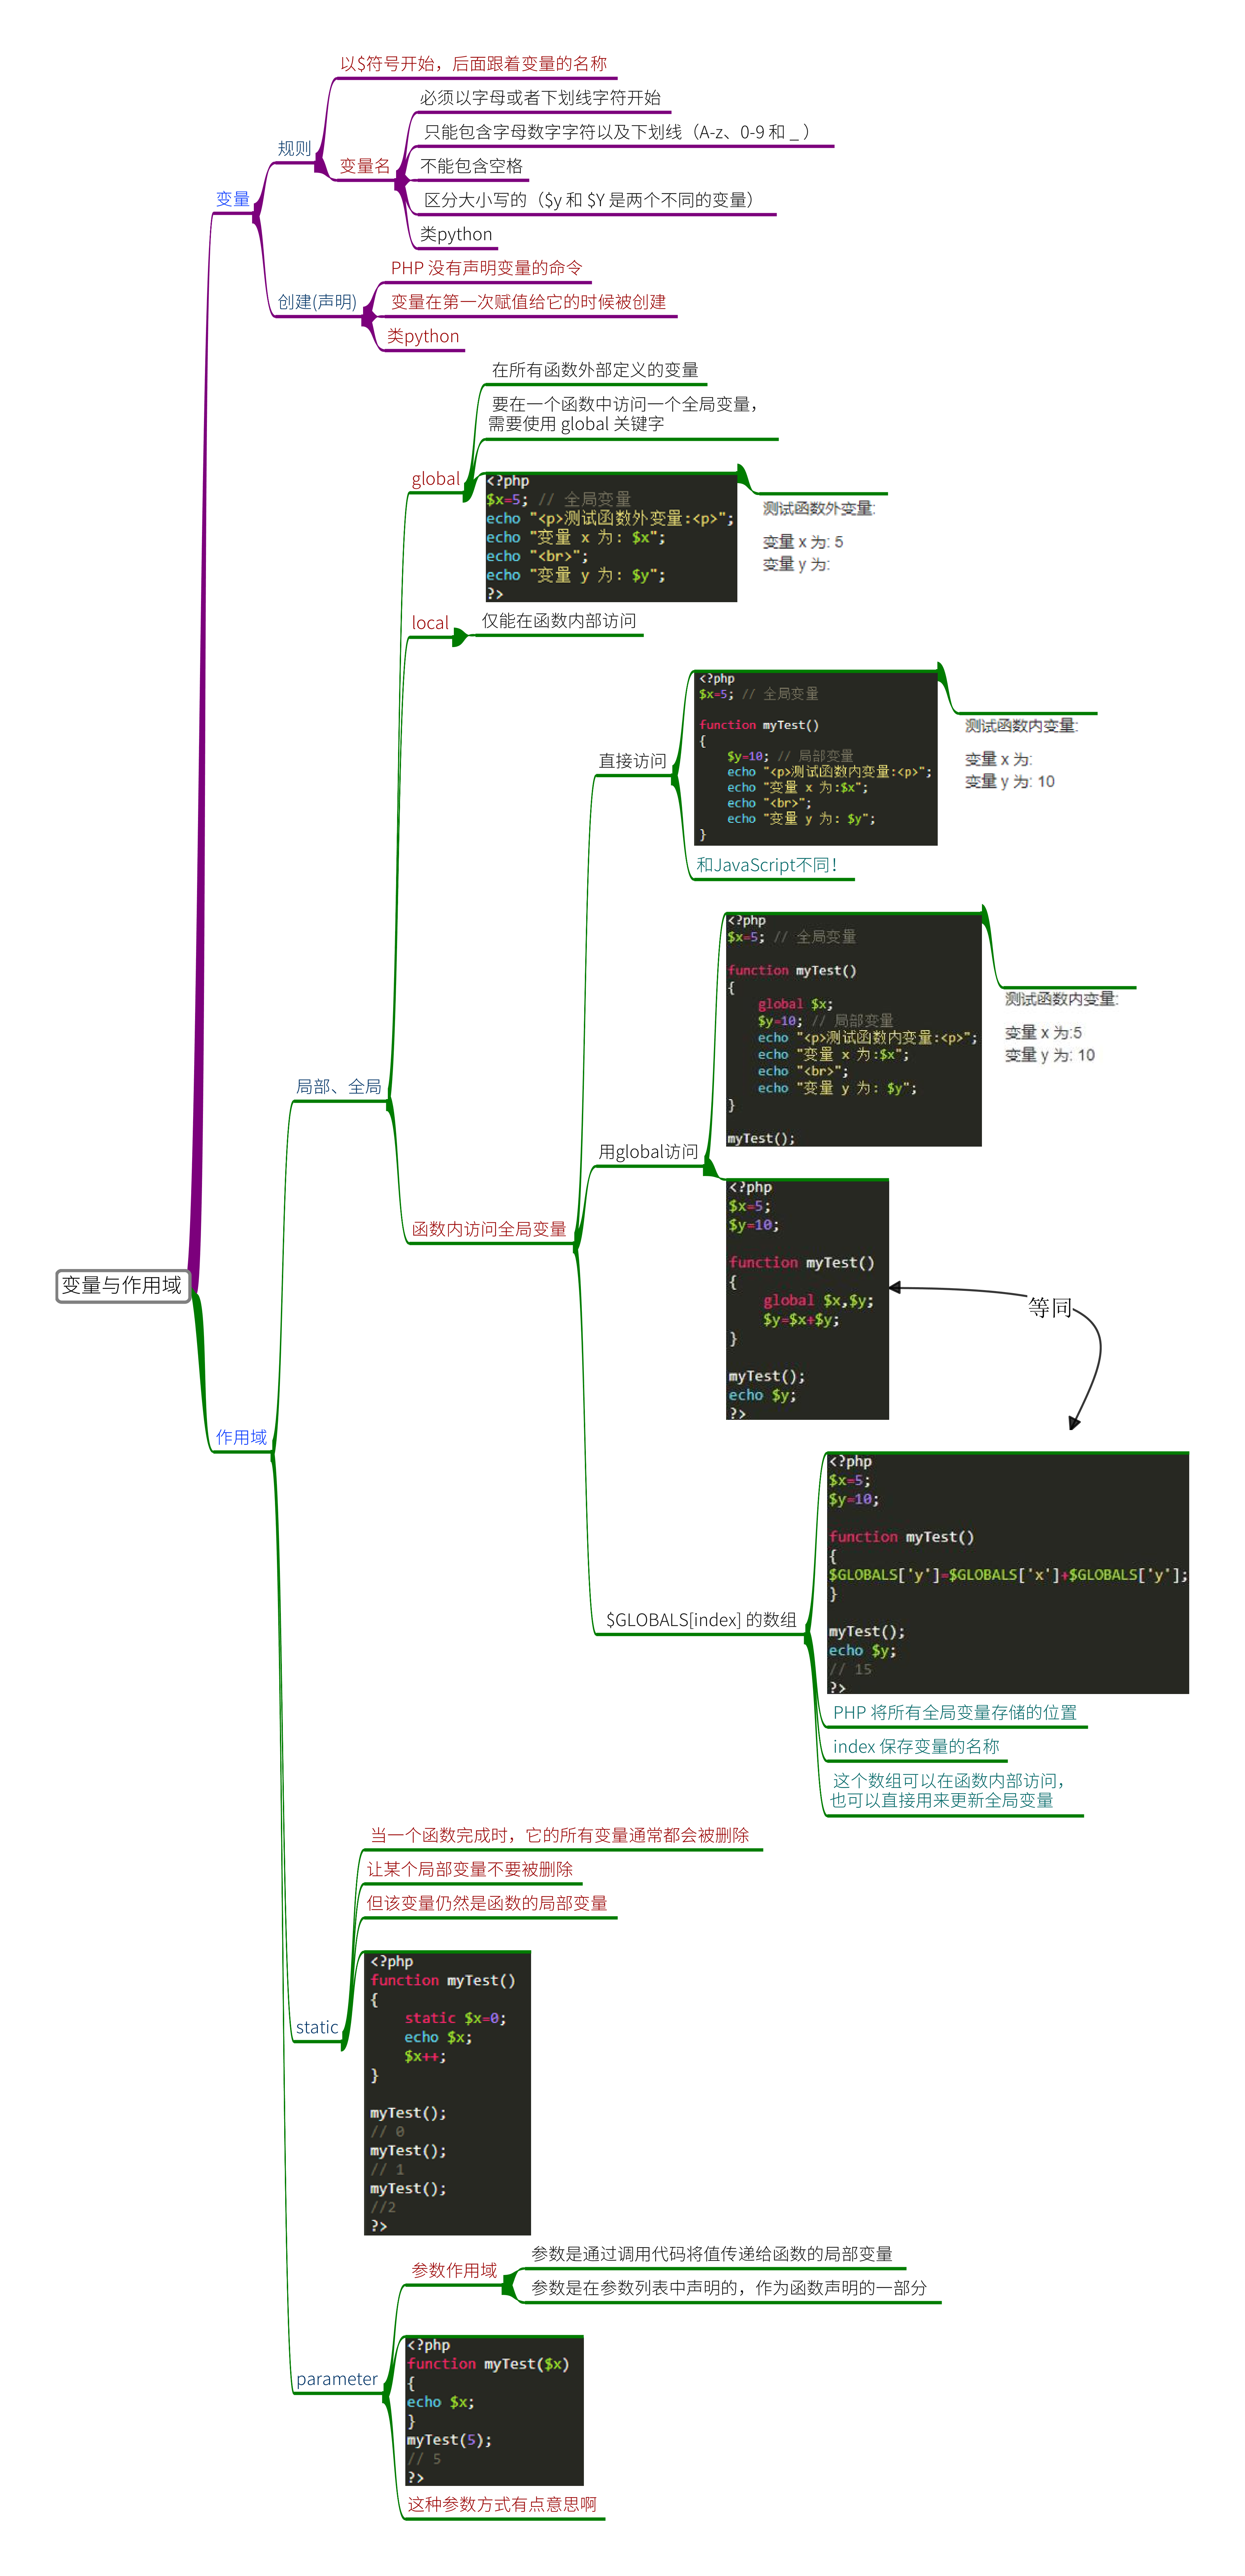 以$符号开始，后面跟着变量的名称
必须以字母或者下划线字符开始
只能包含字母数字字符以及下划线（A-z、0-9 和 _ ）
规则
变量名
不能包含空格
变量
区分大小写的（$y 和 $Y 是两个不同的变量）
类python
PHP 没有声明变量的命令
创建(声明)
变量在第一次赋值给它的时候被创建
类python
在所有函数外部定义的变量
要在一个函数中访问一个全局变量，
需要使用 global 关键字
global
<?php
$x=5; // 全局变量
echo "<p>测试函数外变量:<p>";
echo "变量 x 为: $x";
echo "<br>";
echo "变量 y 为: $y";
?>
测试函数外变量:
变量 x 为: 5
变量 y 为:
local
仅能在函数内部访问
直接访问
<?php
$x=5; // 全局变量
function myTest()
{
$y=10; // 局部变量
echo "<p>测试函数内变量:<p>";
echo "变量 x 为:$x";
echo "<br>";
echo "变量 y 为: $y";
}
测试函数内变量:
变量 x 为:
变量 y 为: 10
和JavaScript不同！
局部、全局
用global访问
<?php
$x=5; // 全局变量
function myTest()
{
global $x;
$y=10; // 局部变量
echo "<p>测试函数内变量:<p>";
echo "变量 x 为:$x";
echo "<br>";
echo "变量 y 为: $y";
}
myTest();
测试函数内变量:
变量 x 为:5
变量 y 为: 10
函数内访问全局变量
<?php
$x=5;
$y=10;
function myTest()
{
global $x,$y;
$y=$x+$y;
}
myTest();
echo $y;
?>
等同
变量与作用域
作用域
$GLOBALS[index] 的数组
<?php
$x=5;
$y=10;
function myTest()
{
$GLOBALS['y']=$GLOBALS['x']+$GLOBALS['y'];
}
myTest();
echo $y;
// 15
?>
PHP 将所有全局变量存储的位置
index 保存变量的名称
这个数组可以在函数内部访问，
也可以直接用来更新全局变量
当一个函数完成时，它的所有变量通常都会被删除
让某个局部变量不要被删除
但该变量仍然是函数的局部变量
static
<?php
function myTest()
{
static $x=0;
echo $x;
$x++;
}
myTest();
// 0
myTest();
// 1
myTest();
//2
?>
参数作用域
参数是通过调用代码将值传递给函数的局部变量
参数是在参数列表中声明的，作为函数声明的一部分
parameter
<?php
function myTest($x)
{
echo $x;
}
myTest(5);
// 5
?>
这种参数方式有点意思啊